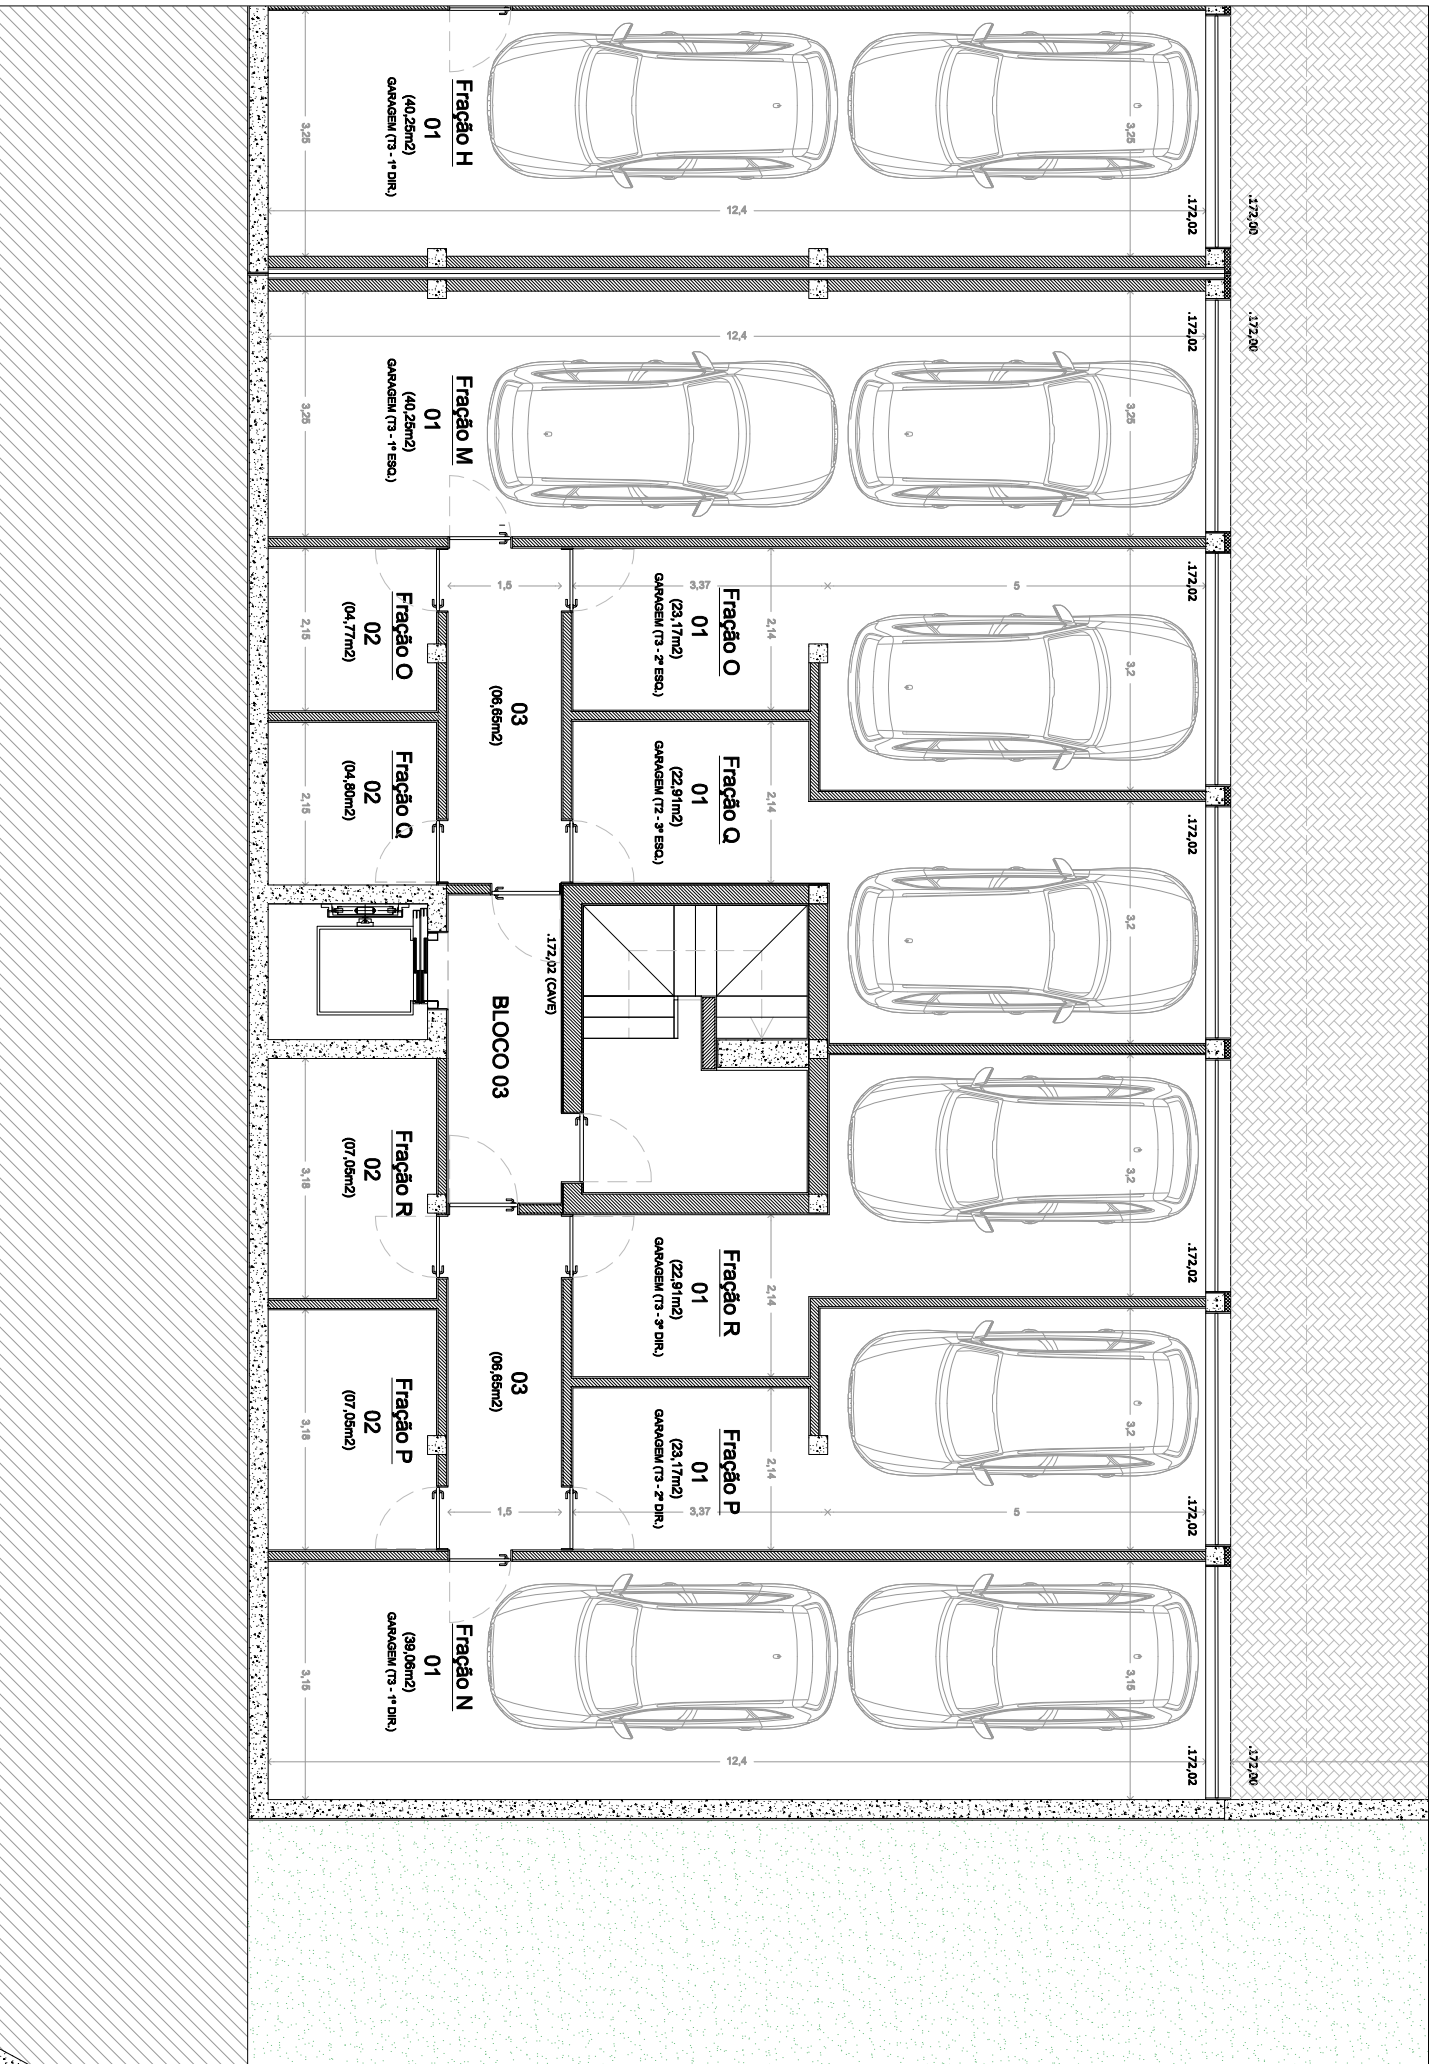 Fração H
01
(40,25m2)
GARAGEM (T3 - 1º DIR.)
3,25
3,25
12,4
.172,02
.172,00
Fração M
01
(40,25m2)
GARAGEM (T3 - 1º ESQ.)
3,25
3,25
12,4
.172,02
.172,00
Fração O
01
(23,17m2)
GARAGEM (T3 - 2º ESQ.)
1,5
3,37
5
2,14
3,2
.172,02
Fração O
02
(04,77m2)
2,15
03
(06,65m2)
Fração Q
01
(22,91m2)
GARAGEM (T2 - 3º ESQ.)
2,14
3,2
.172,02
Fração Q
02
(04,80m2)
2,15
.172,02 (CAVE)
BLOCO 03
Fração R
02
(07,05m2)
3,18
Fração R
01
(22,91m2)
GARAGEM (T3 - 3º DIR.)
2,14
3,2
.172,02
03
(06,65m2)
Fração P
02
(07,05m2)
3,18
Fração P
01
(23,17m2)
GARAGEM (T3 - 2º DIR.)
1,5
3,37
5
2,14
3,2
.172,02
Fração N
01
(39,06m2)
GARAGEM (T3 - 1º DIR.)
3,15
3,15
12,4
.172,02
.172,00